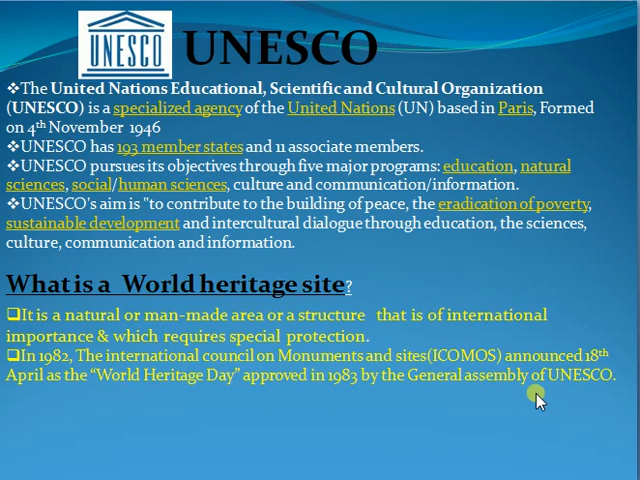 UNESCO
UNESCO
❖The United Nations Educational, Scientific and Cultural Organization
(UNESCO) is a specialized agency of the United Nations (UN) based in Paris, Formed
on 4th November 1946
❖UNESCO has 193 member states and 11 associate members.
❖UNESCO pursues its objectives through five major programs: education, natural
sciences, social/human sciences, culture and communication/information.
❖UNESCO's aim is "to contribute to the building of peace, the eradication of poverty,
sustainable development and intercultural dialogue through education, the sciences,
culture, communication and information.
What is a World heritage site?
❑It is a natural or man-made area or a structure that is of international
importance & which requires special protection.
❑In 1982, The international council on Monuments and sites(ICOMOS) announced 18th
April as the “World Heritage Day” approved in 1983 by the General assembly of UNESCO.